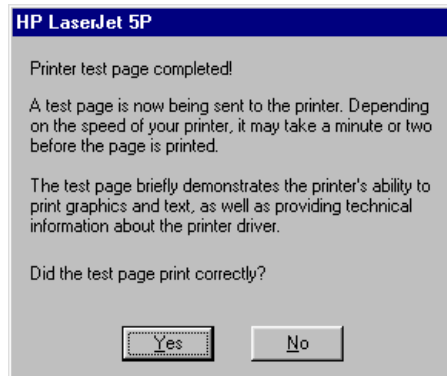 HP LaserJet 5P
Printer test page completed!
A test page is now being sent to the printer. Depending
on the speed of your printer, it may take a minute or two
before the page is printed.
The test page briefly demonstrates the printer's ability to
print graphics and text, as well as providing technical
information about the printer driver.
Did the test page print correctly?
Yes
No